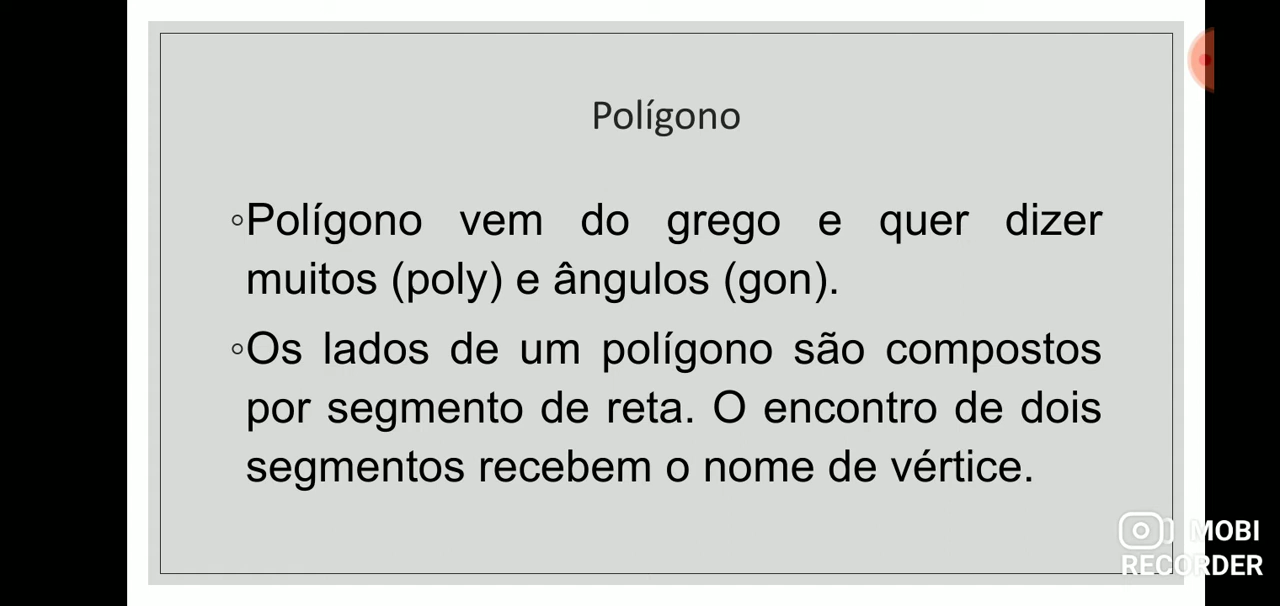 Polígono
◦Polígono vem do grego e quer dizer
muitos (poly) e ângulos (gon).
◦Os lados de um polígono são compostos
por segmento de reta. O encontro de dois
segmentos recebem o nome de vértice.
MOBI
RECORDER